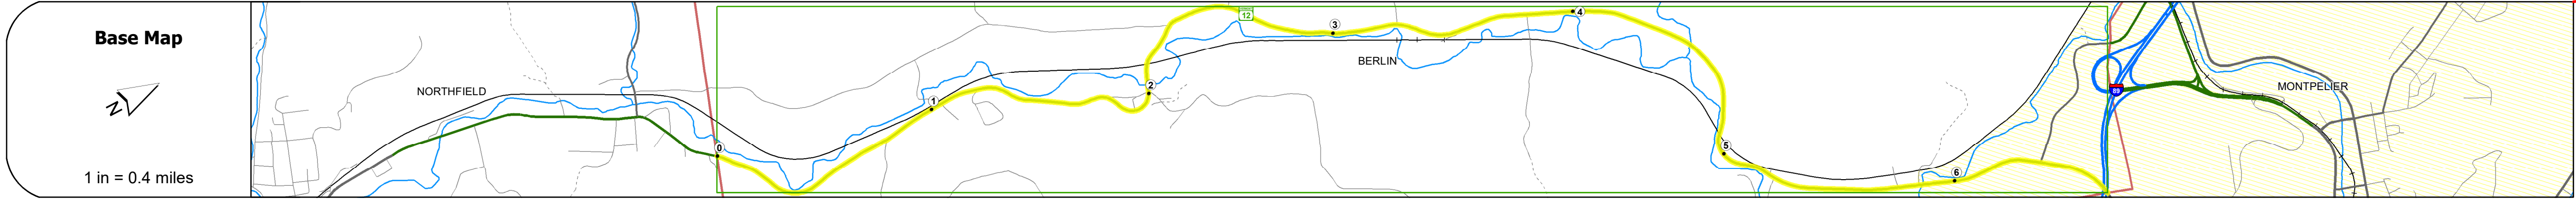 Base Map
N
1 in = 0.4 miles
NORTHFIELD
0
1
2
12
3
BERLIN
4
5
6
89
MONTPELIER